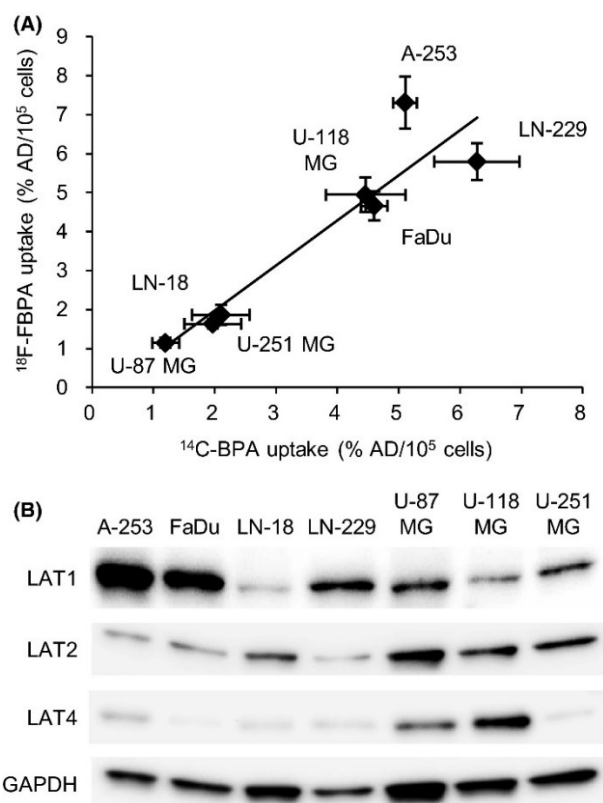 (A)
¹⁸F-FBPA uptake (% AD/10⁵ cells)
9
8
7
6
5
4
3
2
1
0
A-253
U-118
MG
LN-229
FaDu
LN-18
U-251 MG
U-87 MG
0 1 2 3 4 5 6 7 8
¹⁴C-BPA uptake (% AD/10⁵ cells)
(B)
A-253 FaDu LN-18 LN-229 U-87 MG U-118 MG U-251 MG
LAT1
LAT2
LAT4
GAPDH